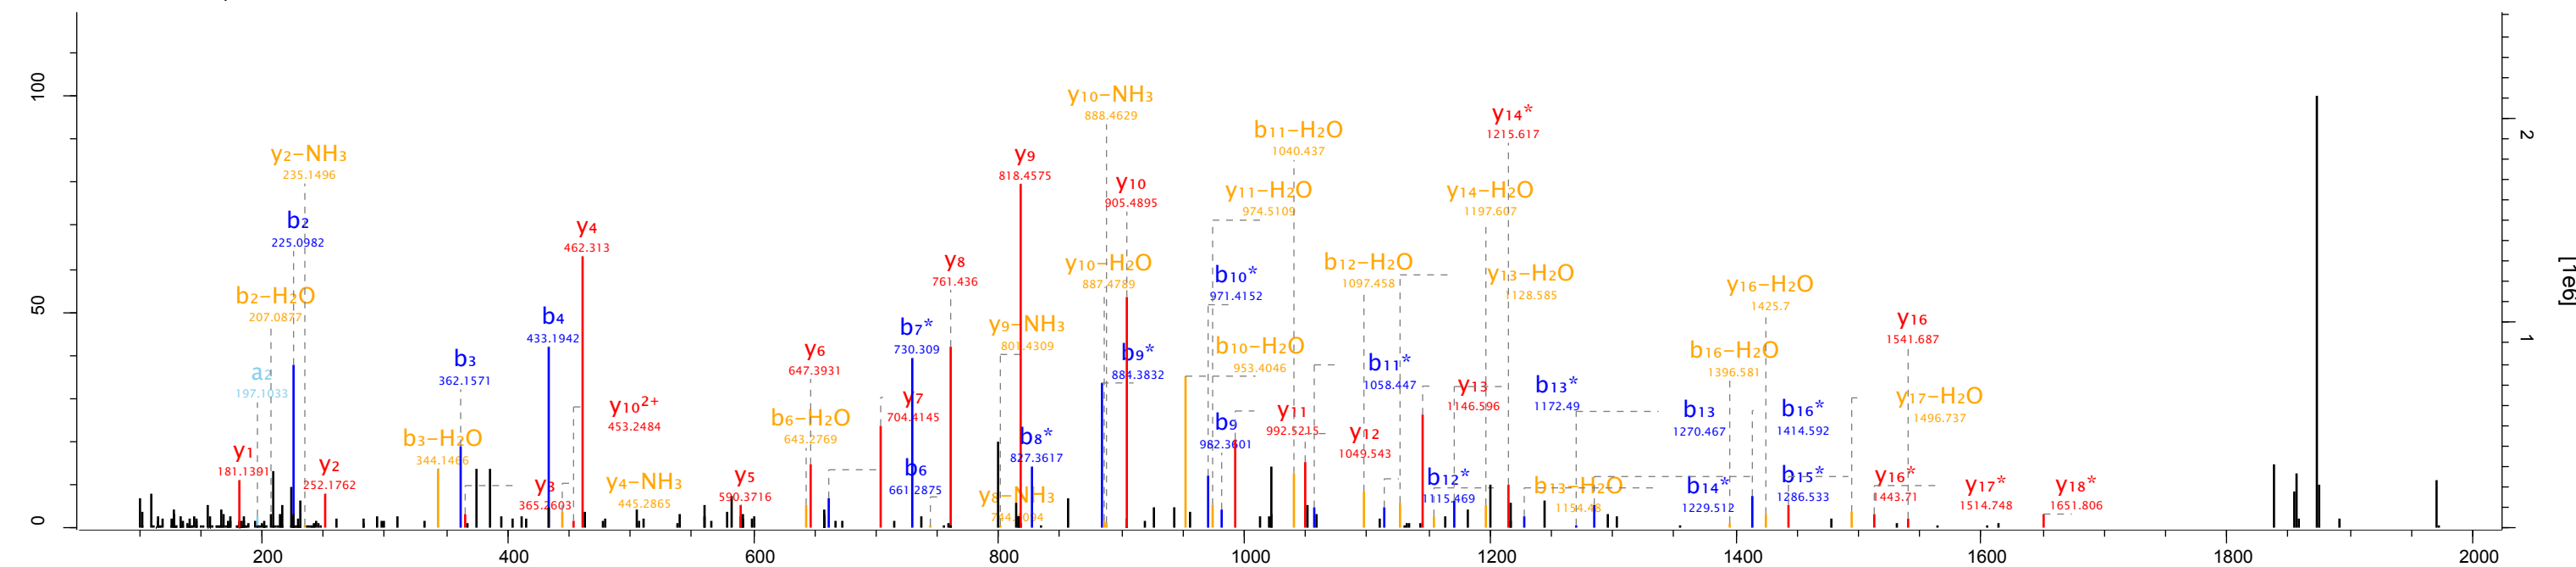 y10−NH3
888.4629
y14*
1215.617
b11−H2O
1040.437
y2−NH3
235.1496
y9
818.4575
y10
905.4895
y11−H2O
974.5109
y14−H2O
1197.607
b2
225.0982
y4
462.313
y8
761.436
y10−H2O
887.4789
b10*
971.4152
b12−H2O
1097.458
y13−H2O
1128.585
y16−H2O
1425.7
b2−H2O
207.0877
b4
433.1942
b7*
730.309
y9−NH3
801.4309
y16
1541.687
b3
362.1571
y6
647.3931
b9*
884.3832
b10−H2O
953.4046
b11*
1058.447
b16−H2O
1396.581
a2
197.1033
y10²⁺
453.2484
y7
704.4145
y13
1146.596
b13*
1172.49
y17−H2O
1496.737
b6−H2O
643.2769
b9
982.3601
y11
992.5215
b13
1270.467
b16*
1414.592
b3−H2O
344.1466
b8*
827.3617
y12
1049.543
y1
181.1391
y2
252.1762
y3
365.2603
y4−NH3
445.2865
y5
590.3716
b6
661.2875
y8−NH3
b12*
1115.469
b13−H2O
1154.48
b14*
1229.512
b15*
1286.533
y16*
1443.71
y17*
1514.748
y18*
1651.806
100
50
0
2
1
[1e6]
200 400 600 800 1000 1200 1400 1600 1800 2000